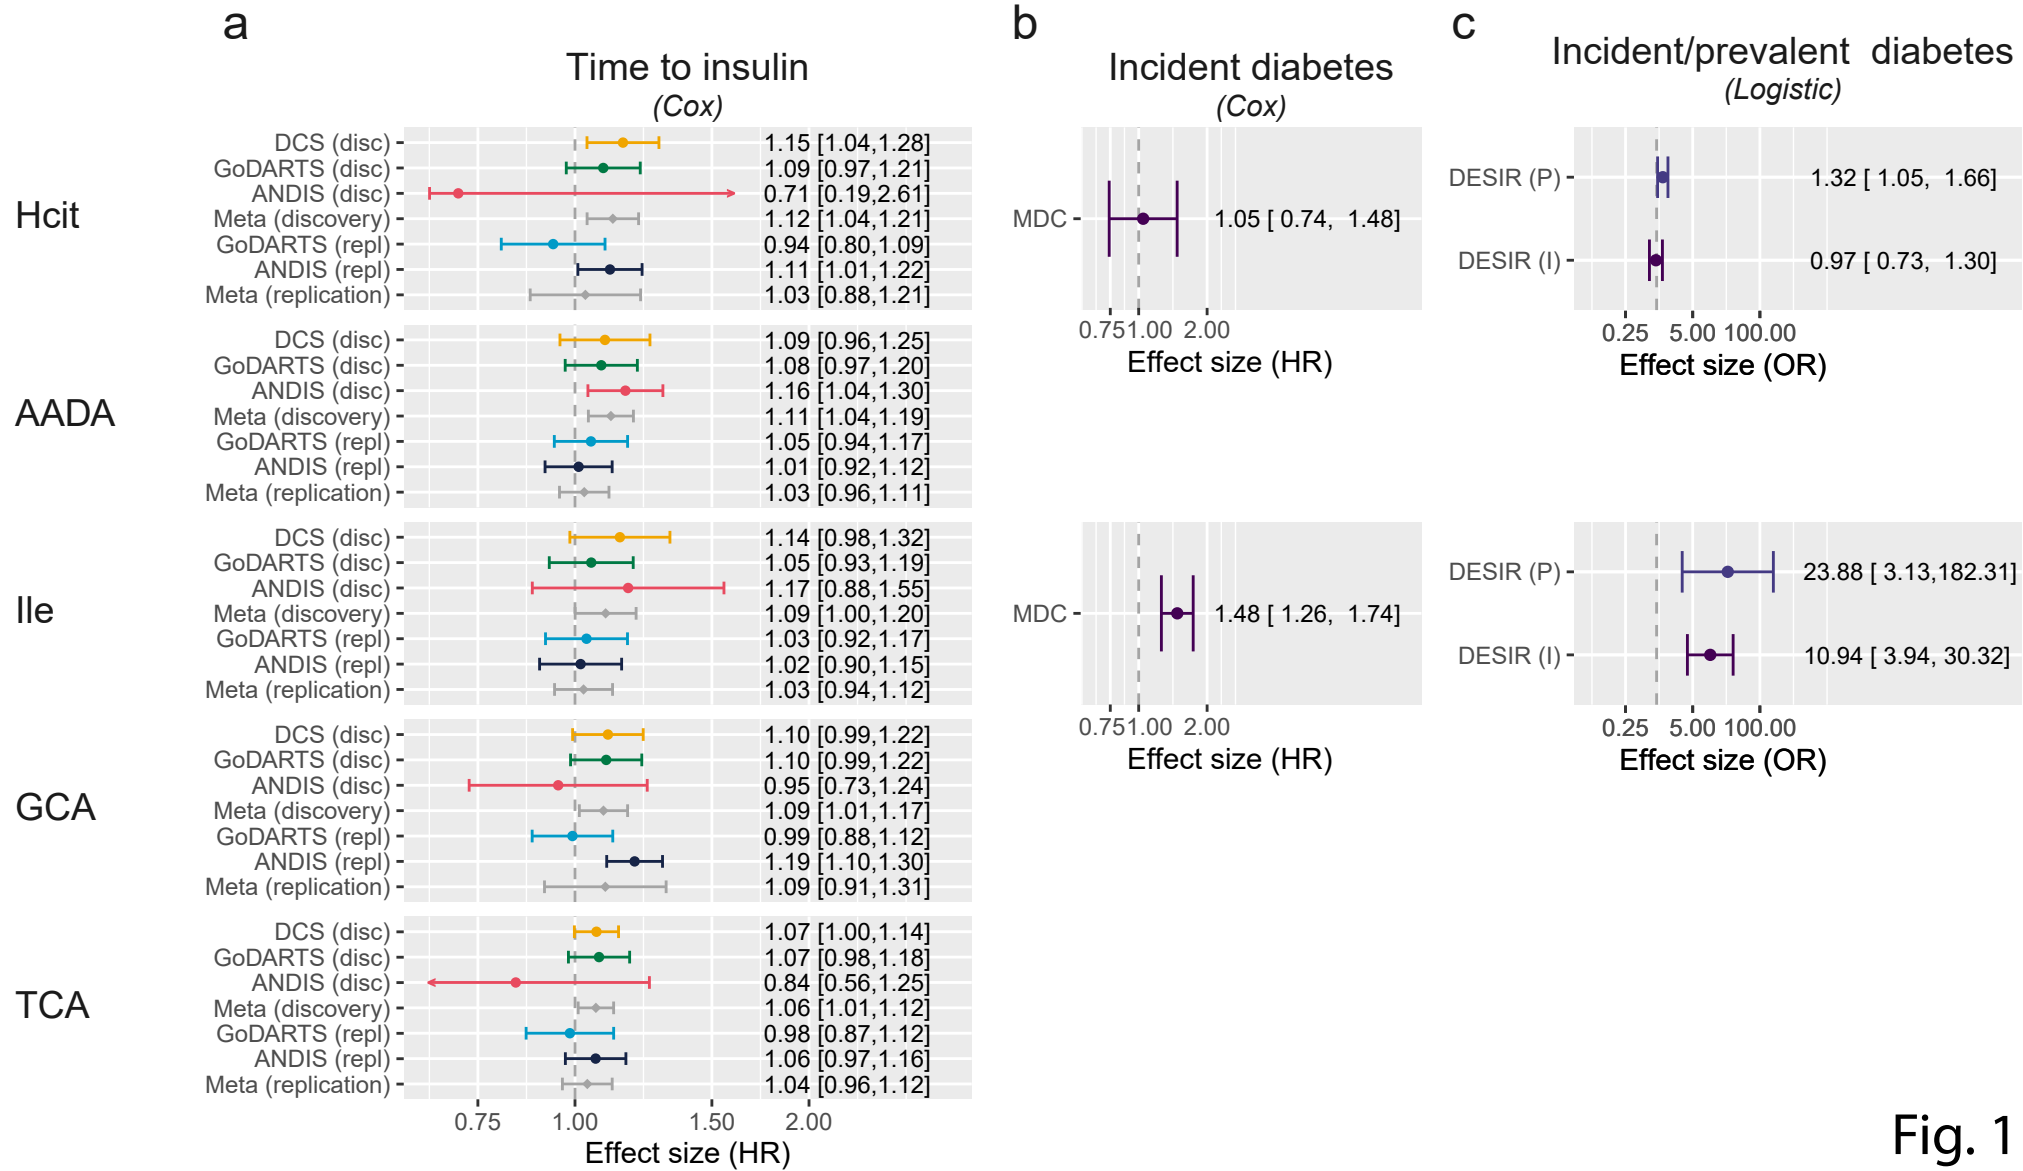 a
Time to insulin
(Cox)
Hcit
DCS (disc) 1.15 [1.04,1.28]
GoDARTS (disc) 1.09 [0.97,1.21]
ANDIS (disc) 0.71 [0.19,2.61]
Meta (discovery) 1.12 [1.04,1.21]
GoDARTS (repl) 0.94 [0.80,1.09]
ANDIS (repl) 1.11 [1.01,1.22]
Meta (replication) 1.03 [0.88,1.21]
AADA
DCS (disc) 1.09 [0.96,1.25]
GoDARTS (disc) 1.08 [0.97,1.20]
ANDIS (disc) 1.16 [1.04,1.30]
Meta (discovery) 1.11 [1.04,1.19]
GoDARTS (repl) 1.05 [0.94,1.17]
ANDIS (repl) 1.01 [0.92,1.12]
Meta (replication) 1.03 [0.96,1.11]
Ile
DCS (disc) 1.14 [0.98,1.32]
GoDARTS (disc) 1.05 [0.93,1.19]
ANDIS (disc) 1.17 [0.88,1.55]
Meta (discovery) 1.09 [1.00,1.20]
GoDARTS (repl) 1.03 [0.92,1.17]
ANDIS (repl) 1.02 [0.90,1.15]
Meta (replication) 1.03 [0.94,1.12]
GCA
DCS (disc) 1.10 [0.99,1.22]
GoDARTS (disc) 1.10 [0.99,1.22]
ANDIS (disc) 0.95 [0.73,1.24]
Meta (discovery) 1.09 [1.01,1.17]
GoDARTS (repl) 0.99 [0.88,1.12]
ANDIS (repl) 1.19 [1.10,1.30]
Meta (replication) 1.09 [0.91,1.31]
TCA
DCS (disc) 1.07 [1.00,1.14]
GoDARTS (disc) 1.07 [0.98,1.18]
ANDIS (disc) 0.84 [0.56,1.25]
Meta (discovery) 1.06 [1.01,1.12]
GoDARTS (repl) 0.98 [0.87,1.12]
ANDIS (repl) 1.06 [0.97,1.16]
Meta (replication) 1.04 [0.96,1.12]
0.75 1.00 1.50 2.00
Effect size (HR)
b
Incident diabetes
(Cox)
MDC 1.05 [ 0.74, 1.48]
0.75 1.00 2.00
Effect size (HR)
MDC 1.48 [ 1.26, 1.74]
0.75 1.00 2.00
Effect size (HR)
c
Incident/prevalent diabetes
(Logistic)
DESIR (P) 1.32 [ 1.05, 1.66]
DESIR (I) 0.97 [ 0.73, 1.30]
0.25 5.00 100.00
Effect size (OR)
DESIR (P) 23.88 [ 3.13,182.31]
DESIR (I) 10.94 [ 3.94, 30.32]
0.25 5.00 100.00
Effect size (OR)
Fig. 1